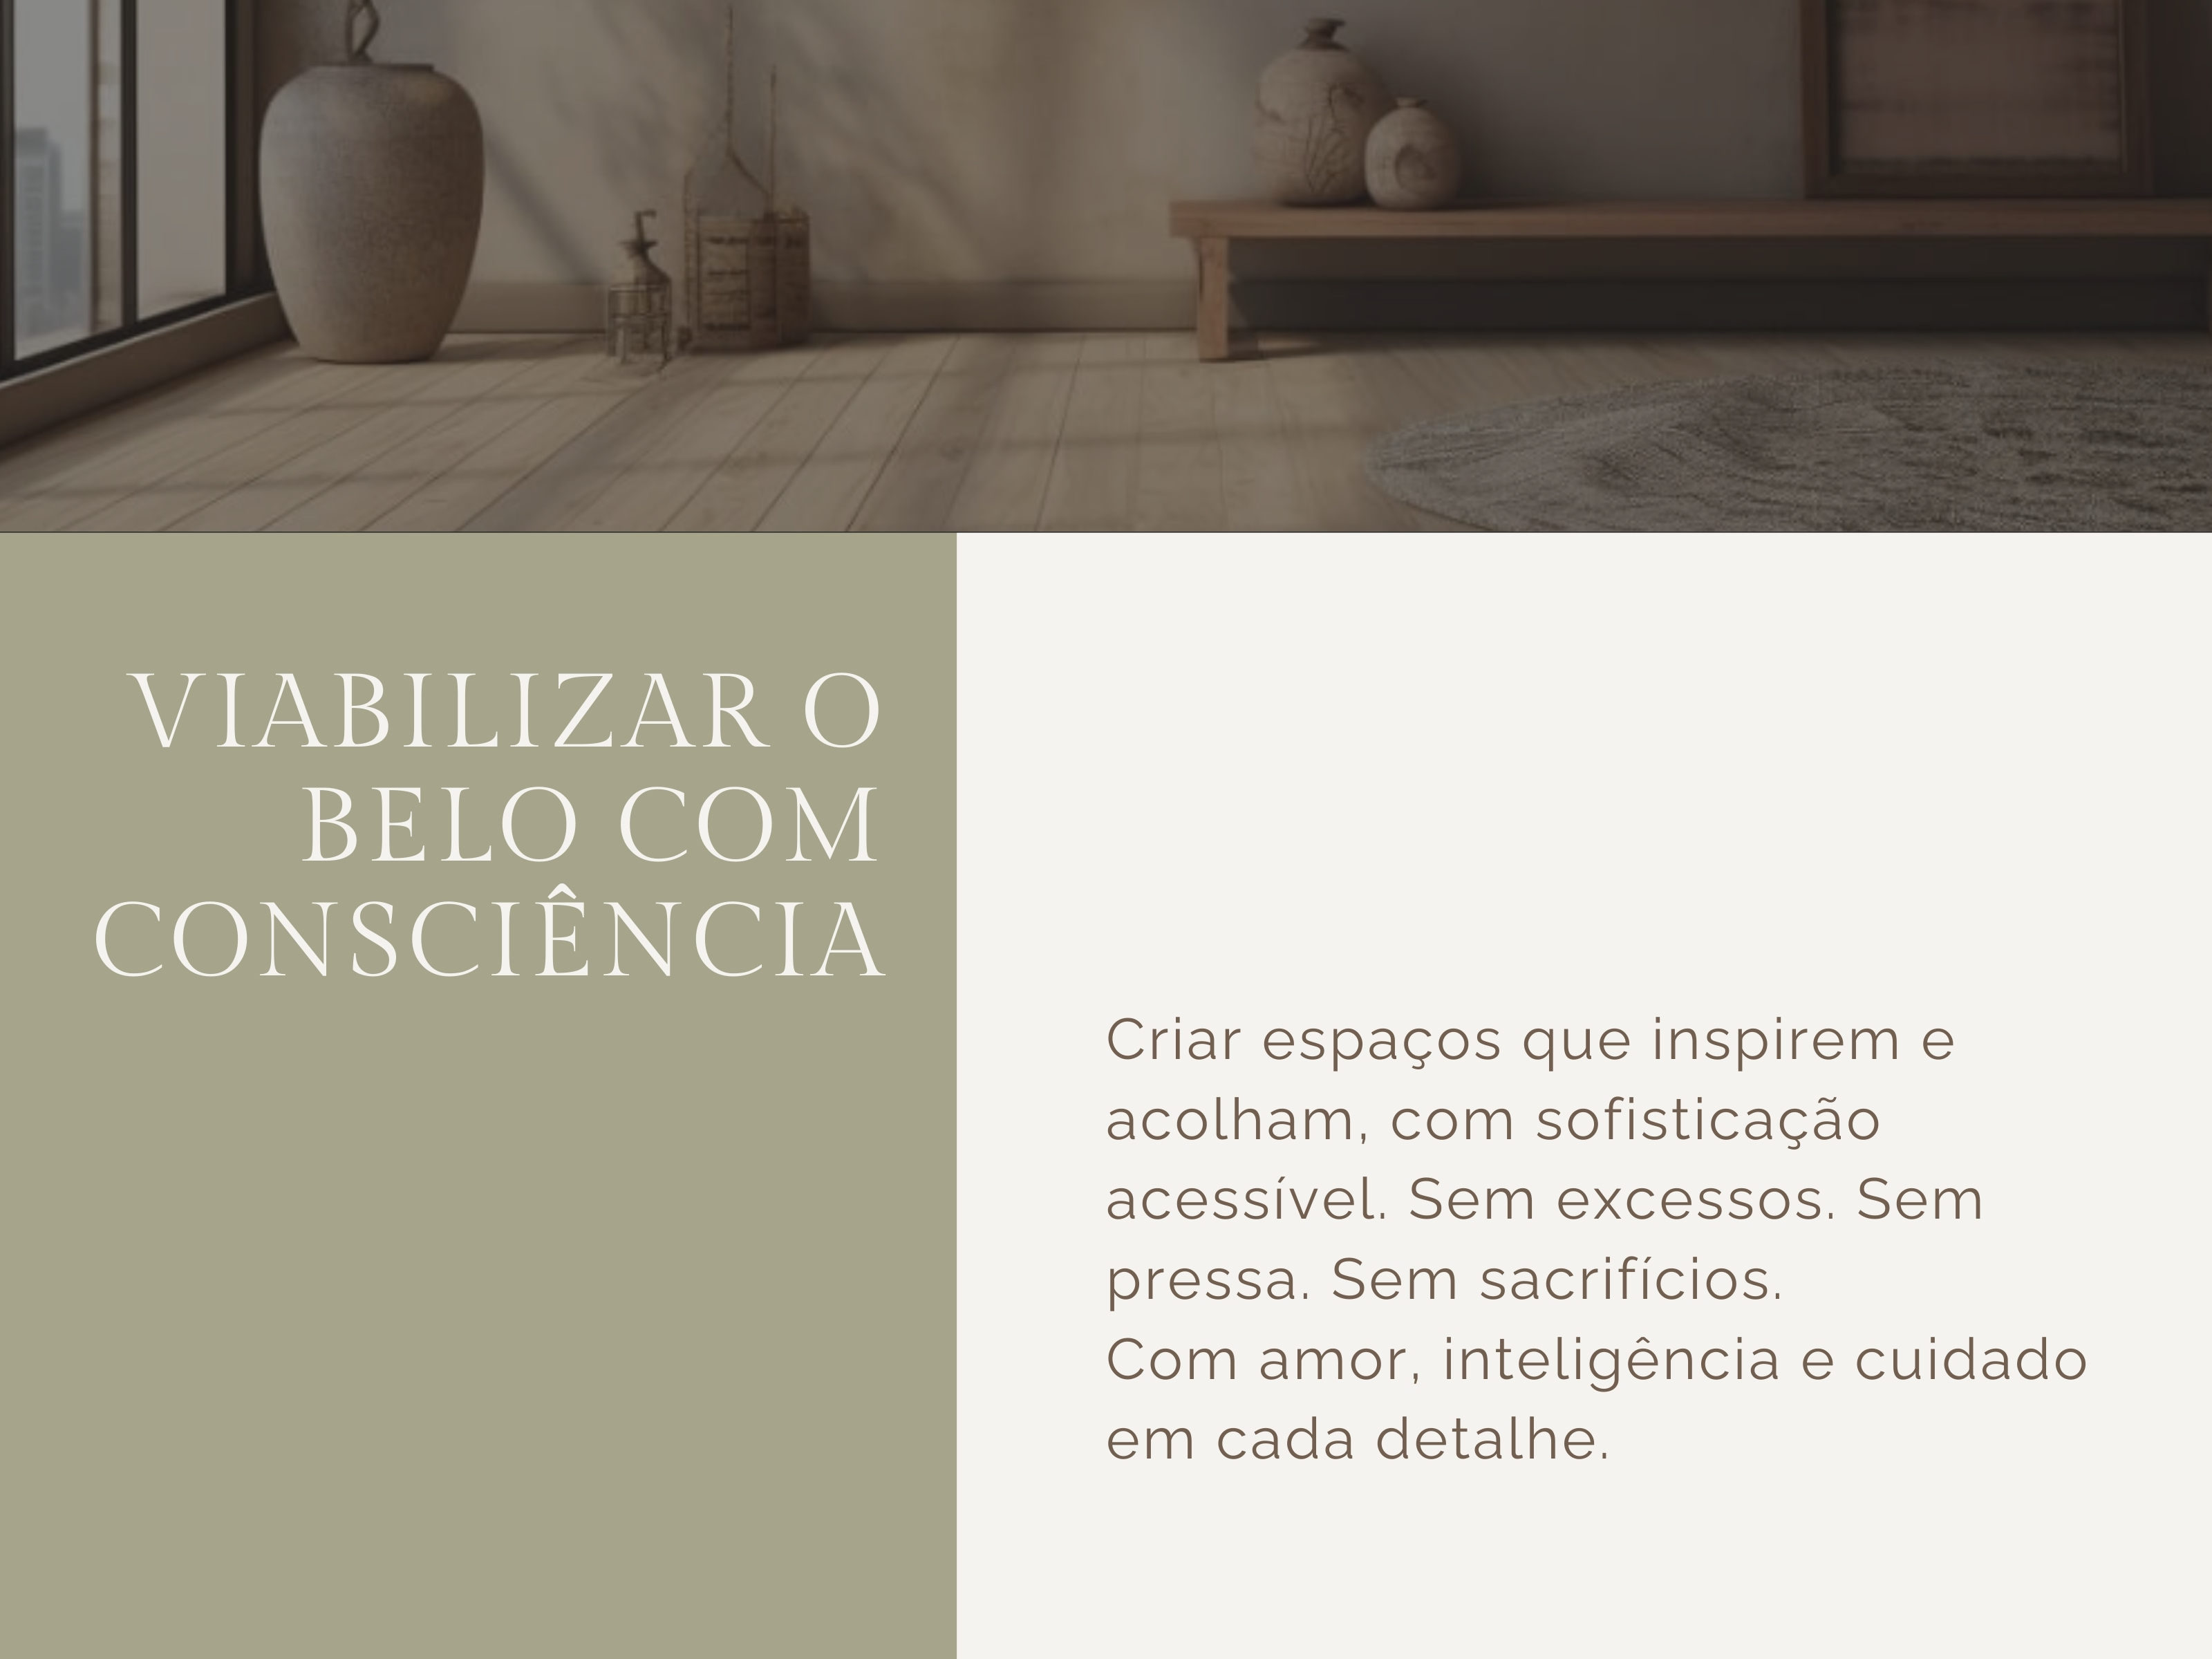 VIABILIZAR O
BELO COM
CONSCIÊNCIA
Criar espaços que inspirem e
acolham, com sofisticação
acessível. Sem excessos. Sem
pressa. Sem sacrifícios.
Com amor, inteligência e cuidado
em cada detalhe.